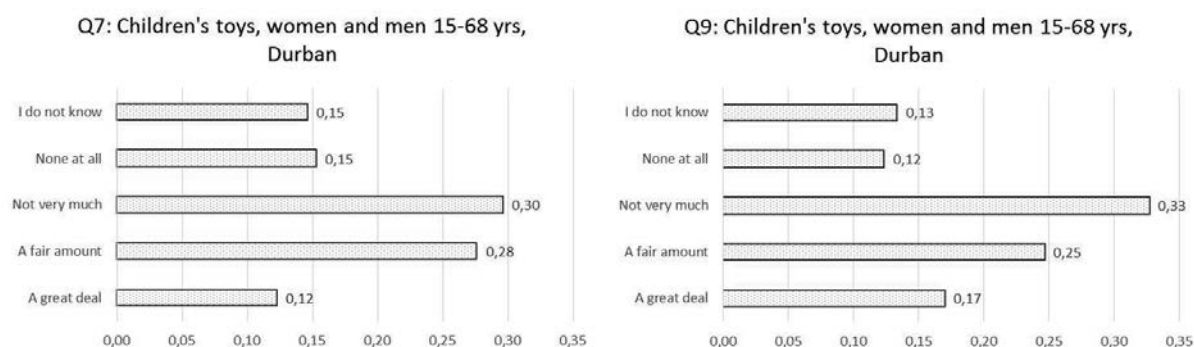 Q7: Children's toys, women and men 15-68 yrs,
Durban
I do not know
0,15
None at all
0,15
Not very much
0,30
A fair amount
0,28
A great deal
0,12
0,00 0,05 0,10 0,15 0,20 0,25 0,30 0,35
Q9: Children's toys, women and men 15-68 yrs,
Durban
I do not know
0,13
None at all
0,12
Not very much
0,33
A fair amount
0,25
A great deal
0,17
0,00 0,05 0,10 0,15 0,20 0,25 0,30 0,35